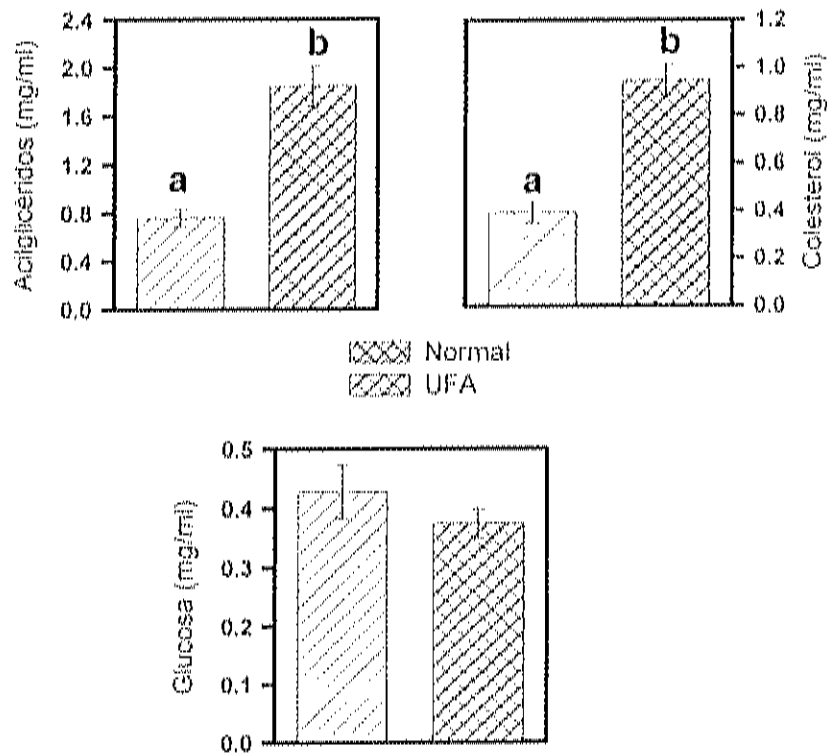 Acilglicéridos (mg/ml)
2.4
2.0
1.6
1.2
0.8
0.4
0.0
a
b
a
b
1.2
1.0
0.8
0.6
0.4
0.2
0.0
Colesterol (mg/ml)
Normal
UFA
Glucosa (mg/ml)
0.5
0.4
0.3
0.2
0.1
0.0